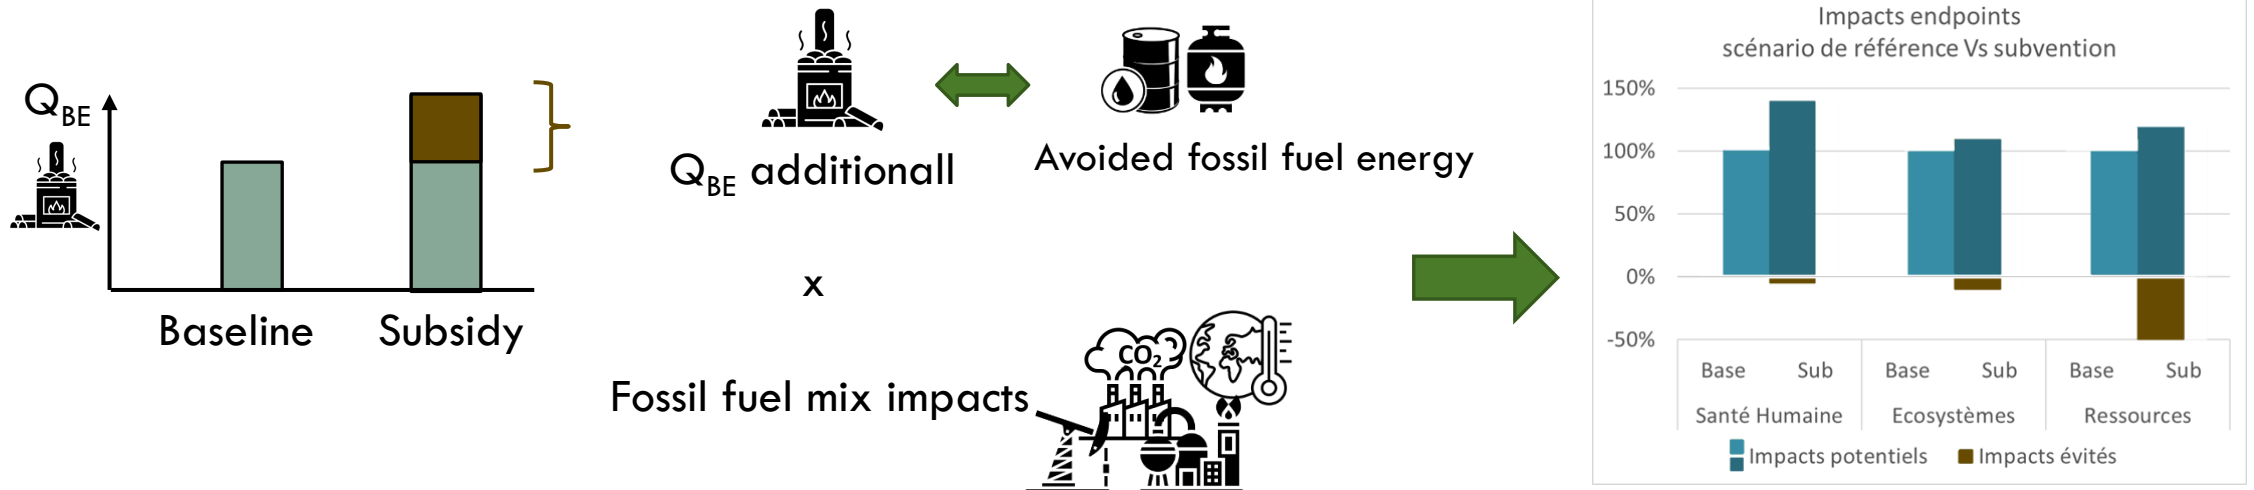 Q_BE
Baseline
Subsidy
Q_BE additionall
Avoided fossil fuel energy
x
Fossil fuel mix impacts
CO₂
Impacts endpoints
scénario de référence Vs subvention
150%
100%
50%
0%
-50%
Base Sub Base Sub Base Sub
Santé Humaine Ecosystèmes Ressources
Impacts potentiels Impacts évités